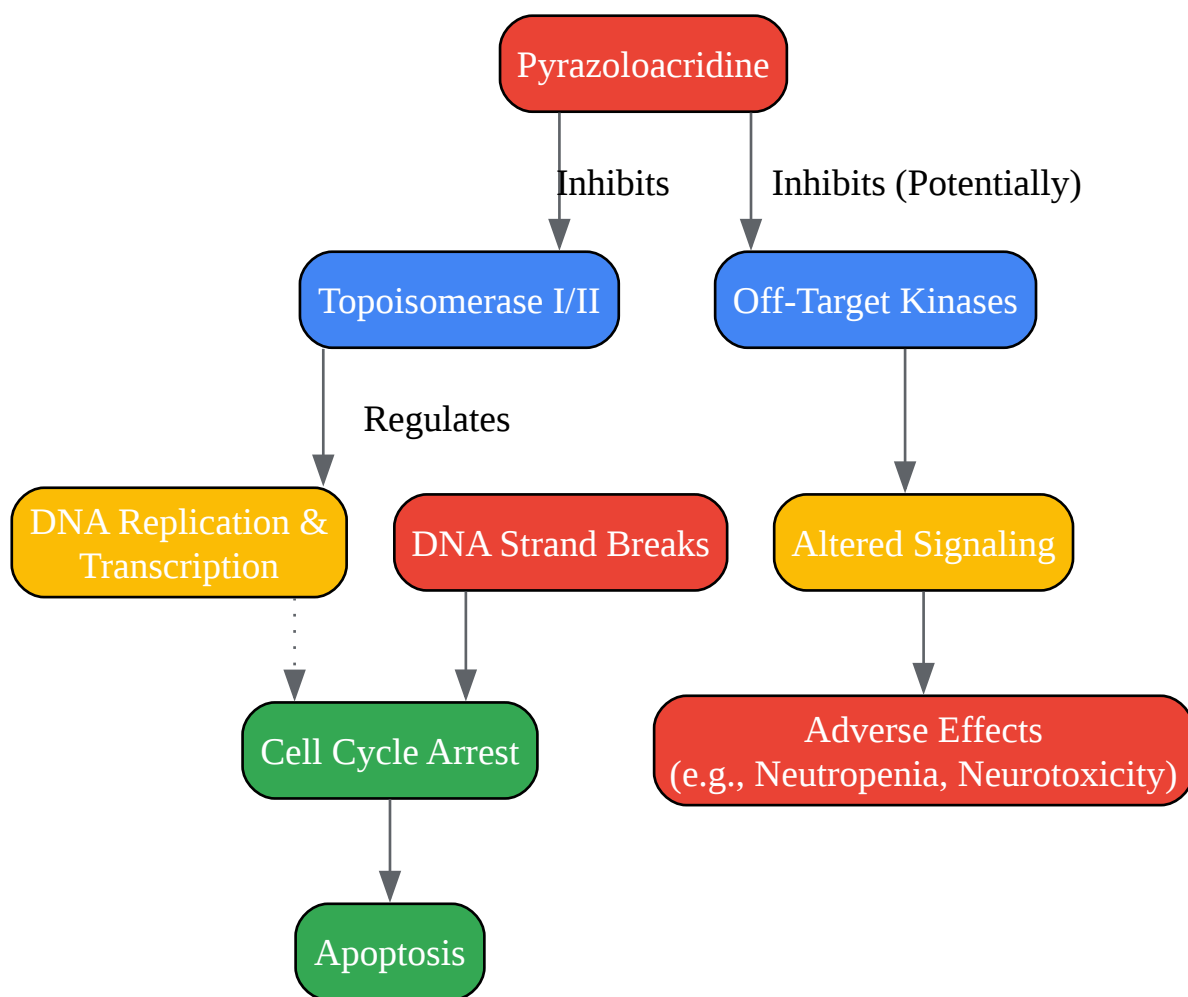 Pyrazoloacridine
Inhibits
Inhibits (Potentially)
Topoisomerase I/II
Off-Target Kinases
Regulates
DNA Replication &
Transcription
DNA Strand Breaks
Altered Signaling
Cell Cycle Arrest
Adverse Effects
(e.g., Neutropenia, Neurotoxicity)
Apoptosis